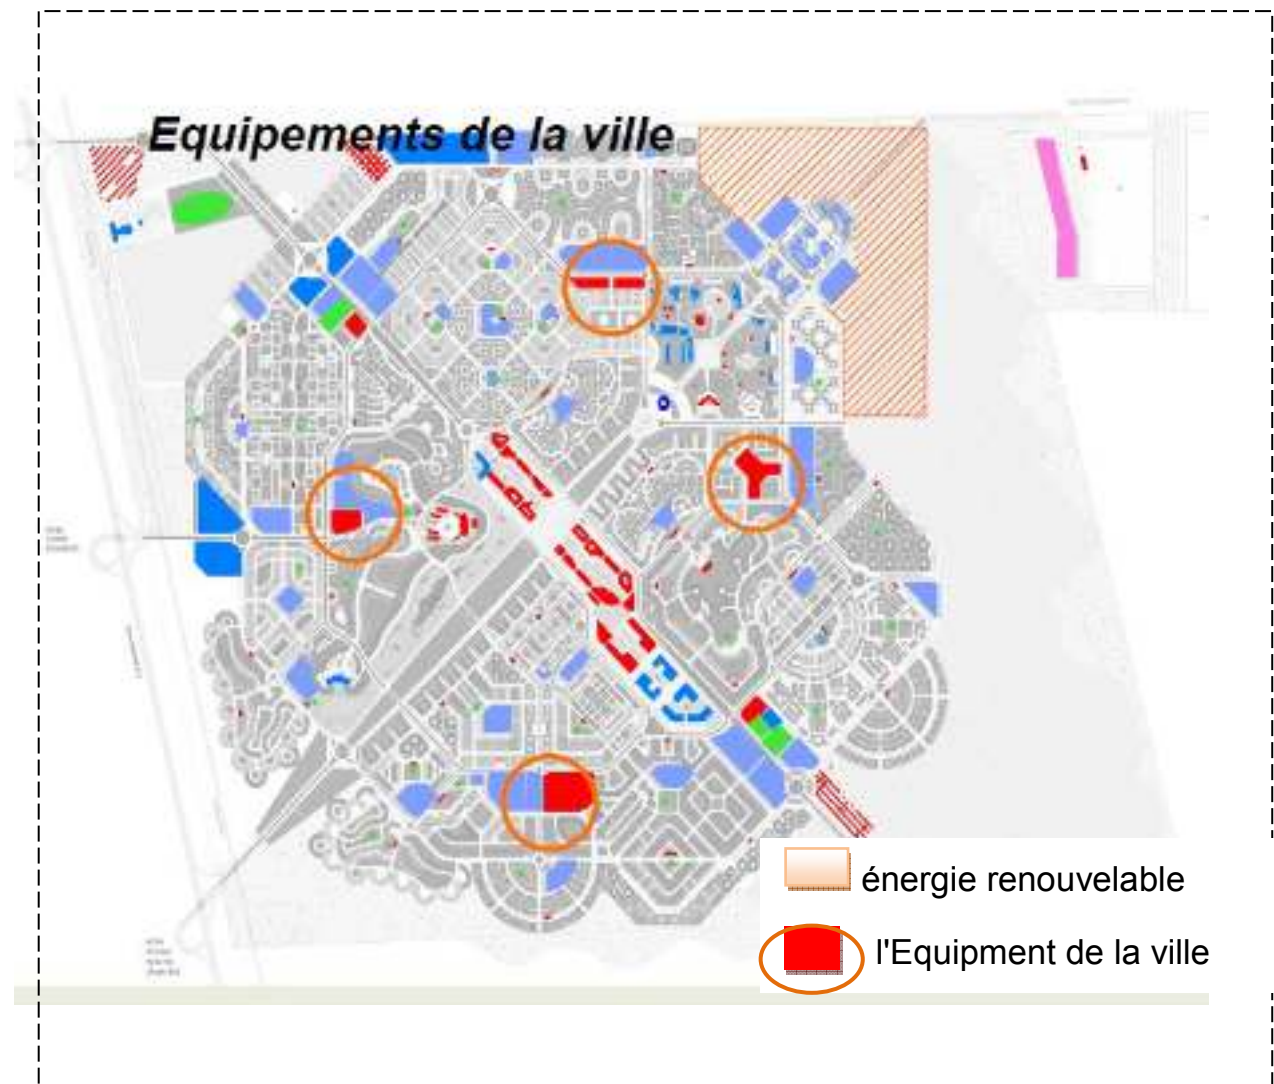 Equipements de la ville
énergie renouvelable
l'Equipment de la ville